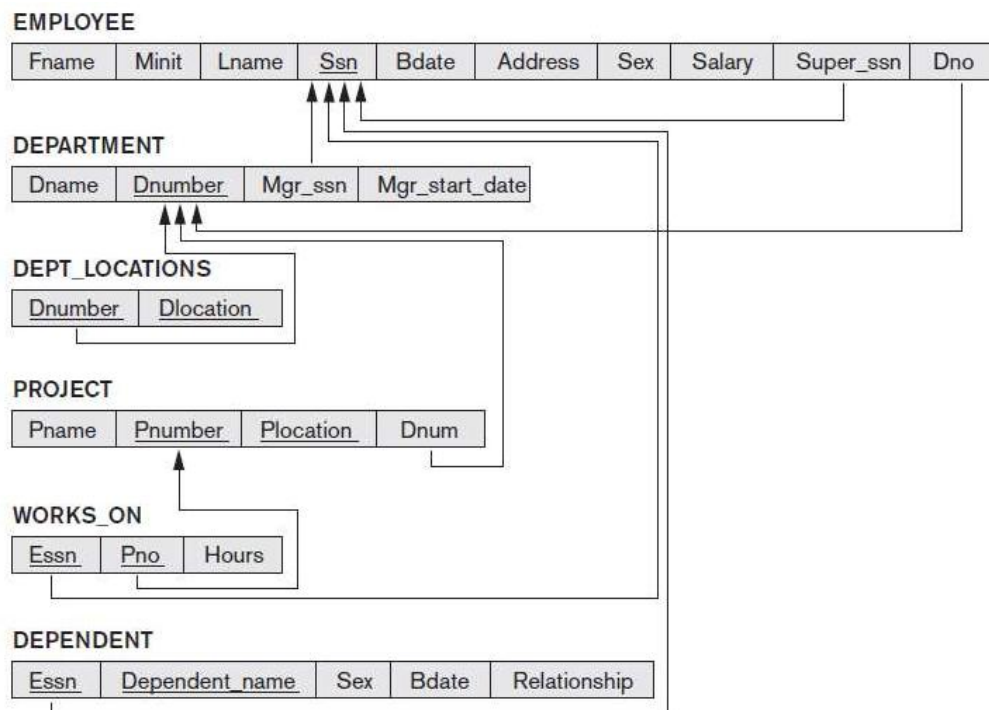 EMPLOYEE
Fname Minit Lname Ssn Bdate Address Sex Salary Super_ssn Dno
DEPARTMENT
Dname Dnumber Mgr_ssn Mgr_start_date
DEPT_LOCATIONS
Dnumber Dlocation
PROJECT
Pname Pnumber Plocation Dnum
WORKS_ON
Essn Pno Hours
DEPENDENT
Essn Dependent_name Sex Bdate Relationship